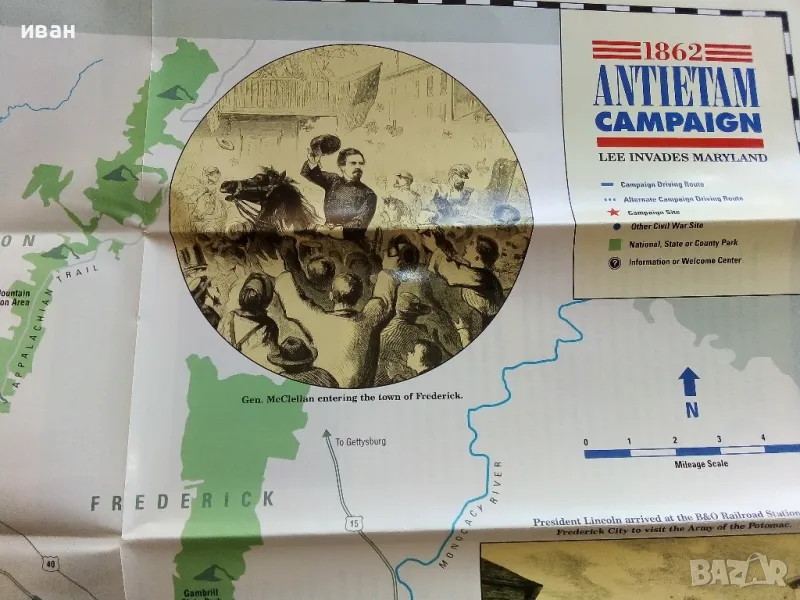 иван
1862
ANTIETAM
CAMPAIGN
LEE INVADES MARYLAND
Campaign Driving Route
Alternate Campaign Driving Route
Campaign Site
Other Civil War Site
National, State or County Park
? Information or Welcome Center
ON
APPALACHIAN TRAIL
ountain
on Area
Gen. McClellan entering the town of Frederick.
To Gettysburg
N
0 1 2 3 4
Mileage Scale
FREDERICK
15
MONOCACY RIVER
40
President Lincoln arrived at the B&O Railroad Station
Frederick City to visit the Army of the Potomac.
Gambrill
BAZAR